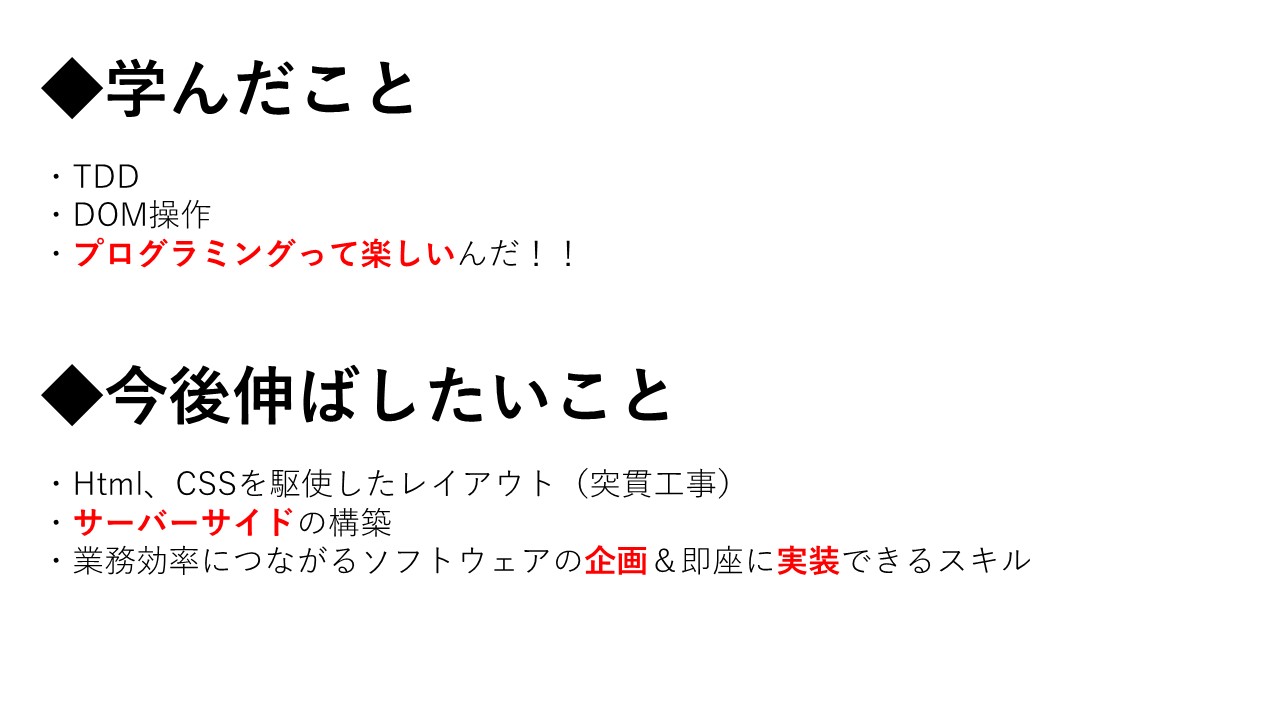 ◆学んだこと
・TDD
・DOM操作
・プログラミングって楽しいんだ！！
◆今後伸ばしたいこと
・Html、CSSを駆使したレイアウト（突貫工事）
・サーバーサイドの構築
・業務効率につながるソフトウェアの企画＆即座に実装できるスキル